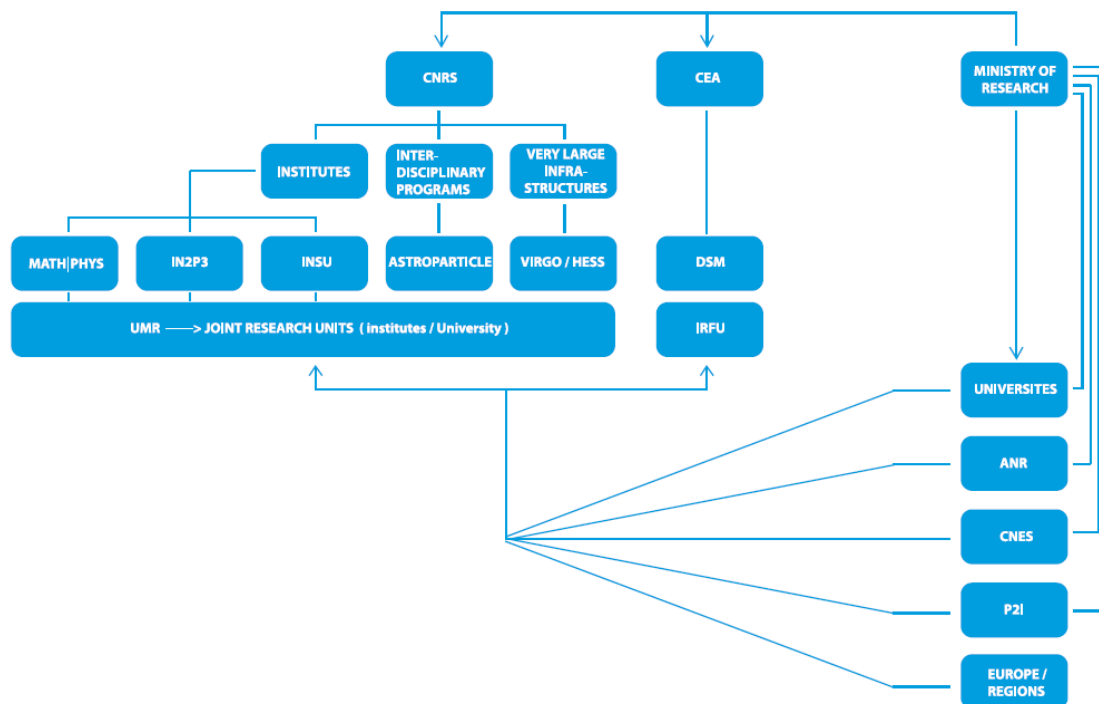 CNRS
CEA
MINISTRY OF
RESEARCH
INSTITUTES
INTER-
DISCIPLINARY
PROGRAMS
VERY LARGE
INFRA-
STRUCTURES
MATH|PHYS
IN2P3
INSU
ASTROPARTICLE
VIRGO / HESS
DSM
UMR ——> JOINT RESEARCH UNITS ( institutes / University )
IRFU
UNIVERSITES
ANR
CNES
P2I
EUROPE /
REGIONS